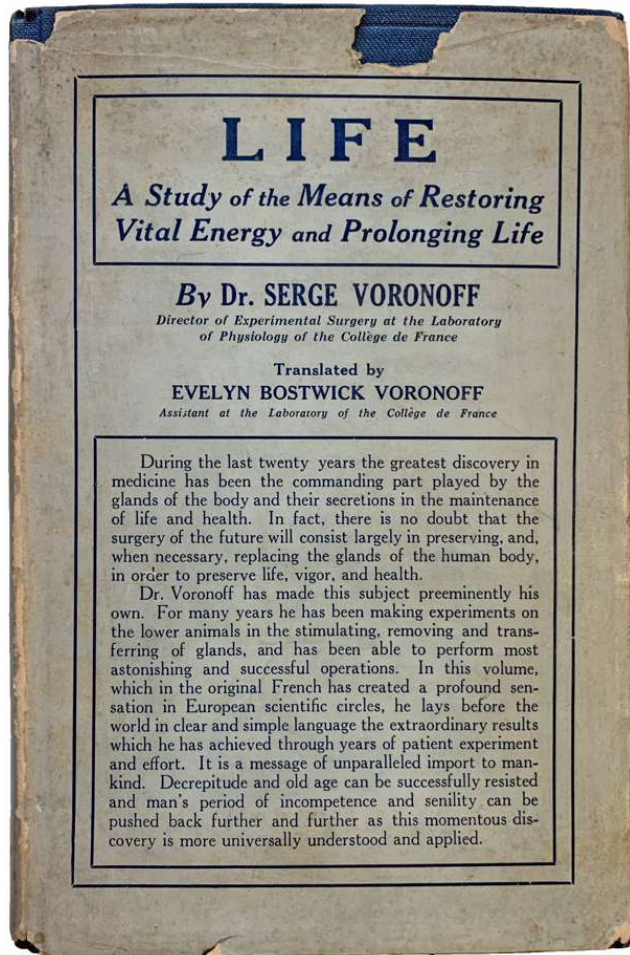 LIFE
A Study of the Means of Restoring
Vital Energy and Prolonging Life
By Dr. SERGE VORONOFF
Director of Experimental Surgery at the Laboratory
of Physiology of the Collège de France
Translated by
EVELYN BOSTWICK VORONOFF
Assistant at the Laboratory of the Collège de France
During the last twenty years the greatest discovery in
medicine has been the commanding part played by the
glands of the body and their secretions in the maintenance
of life and health. In fact, there is no doubt that the
surgery of the future will consist largely in preserving, and,
when necessary, replacing the glands of the human body,
in order to preserve life, vigor, and health.
Dr. Voronoff has made this subject preeminently his
own. For many years he has been making experiments on
the lower animals in the stimulating, removing and trans-
ferring of glands, and has been able to perform most
astonishing and successful operations. In this volume,
which in the original French has created a profound sen-
sation in European scientific circles, he lays before the
world in clear and simple language the extraordinary results
which he has achieved through years of patient experiment
and effort. It is a message of unparalleled import to man-
kind. Decrepitude and old age can be successfully resisted
and man's period of incompetence and senility can be
pushed back further and further as this momentous dis-
covery is more universally understood and applied.